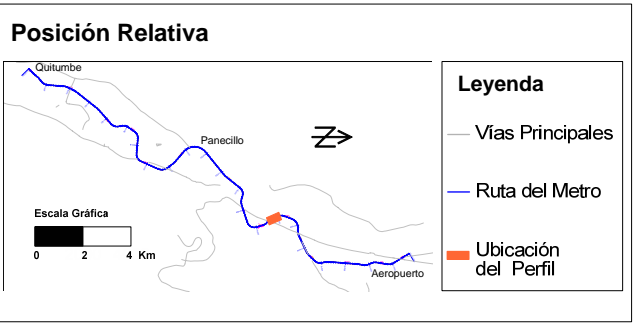 Posición Relativa
Quitumbe
Panecillo
Escala Gráfica
0 2 4 Km
Aeropuerto
Leyenda
Vías Principales
Ruta del Metro
Ubicación
del Perfil